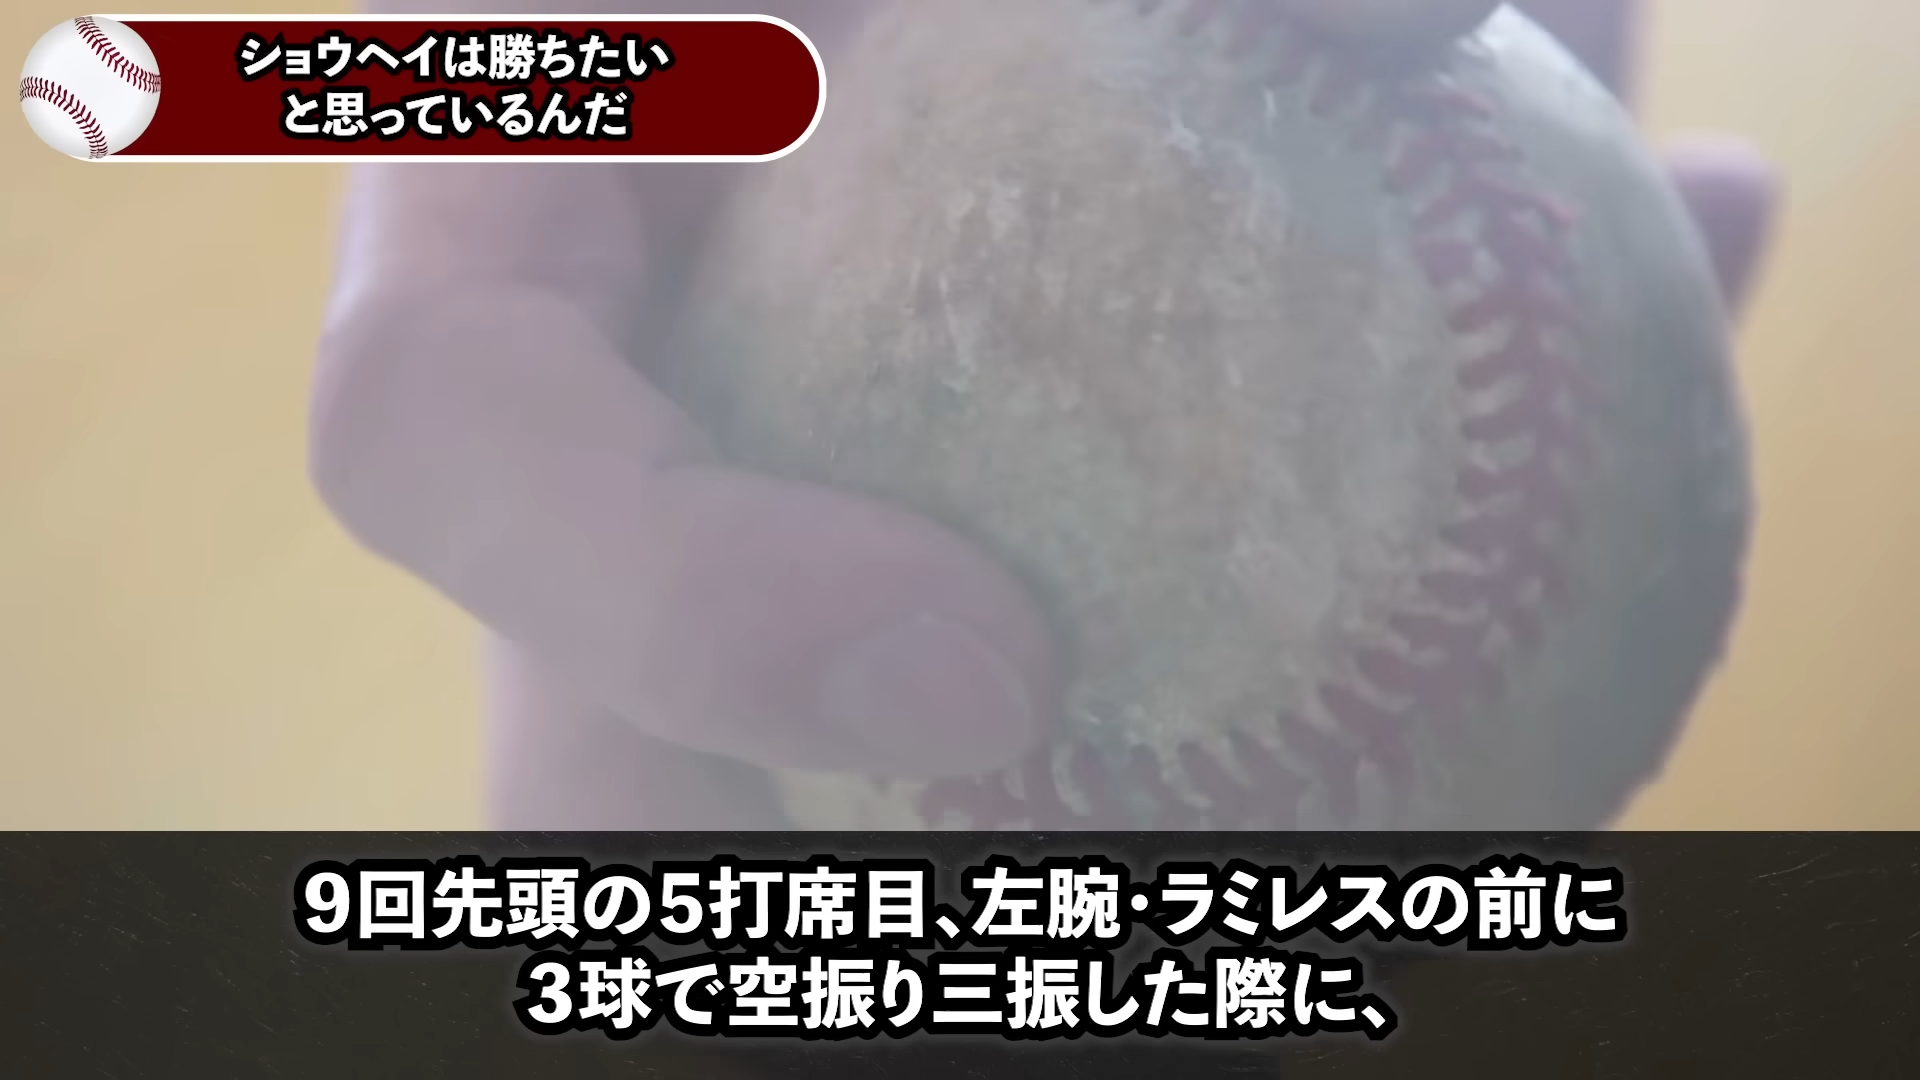 ショウヘイは勝ちたい
と思っているんだ
9回先頭の5打席目、左腕・ラミレスの前に
3球で空振り三振した際に、